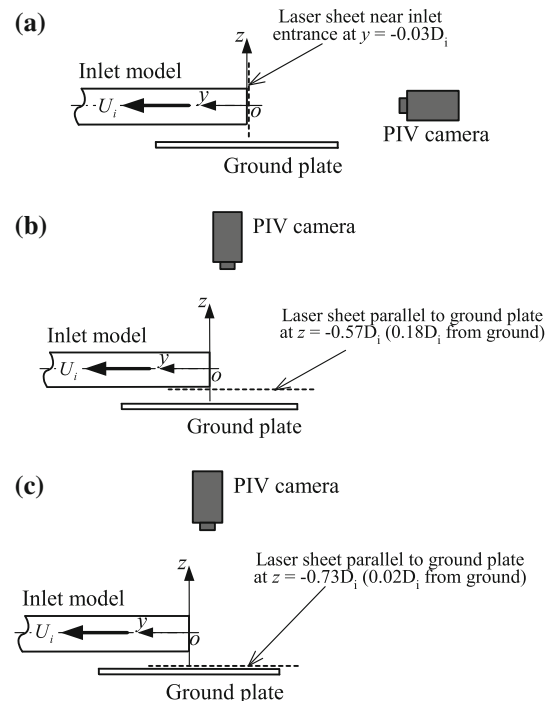 (a)
Laser sheet near inlet
entrance at y = -0.03Di
z
Inlet model
Ui
y
o
PIV camera
Ground plate
(b)
PIV camera
z
Laser sheet parallel to ground plate
at z = -0.57Di (0.18Di from ground)
Inlet model
Ui
y
o
Ground plate
(c)
PIV camera
z
Laser sheet parallel to ground plate
at z = -0.73Di (0.02Di from ground)
Inlet model
Ui
y
o
Ground plate